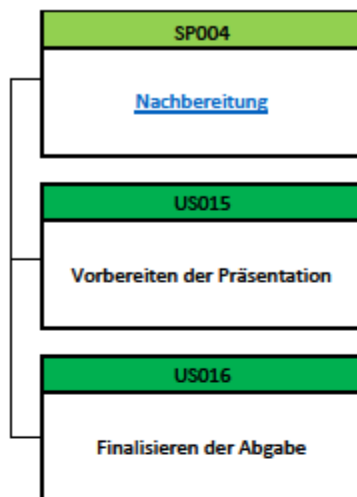 SP004
Nachbereitung
US015
Vorbereiten der Präsentation
US016
Finalisieren der Abgabe